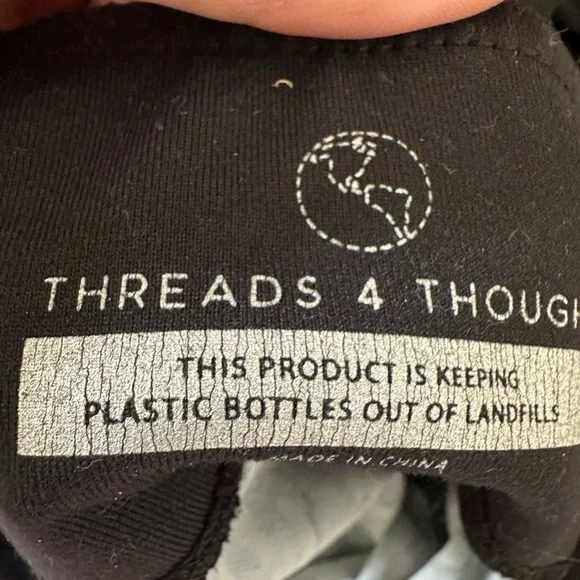 THREADS 4 THOUGH
THIS PRODUCT IS KEEPING
PLASTIC BOTTLES OUT OF LANDFILLS
MADE IN CHINA